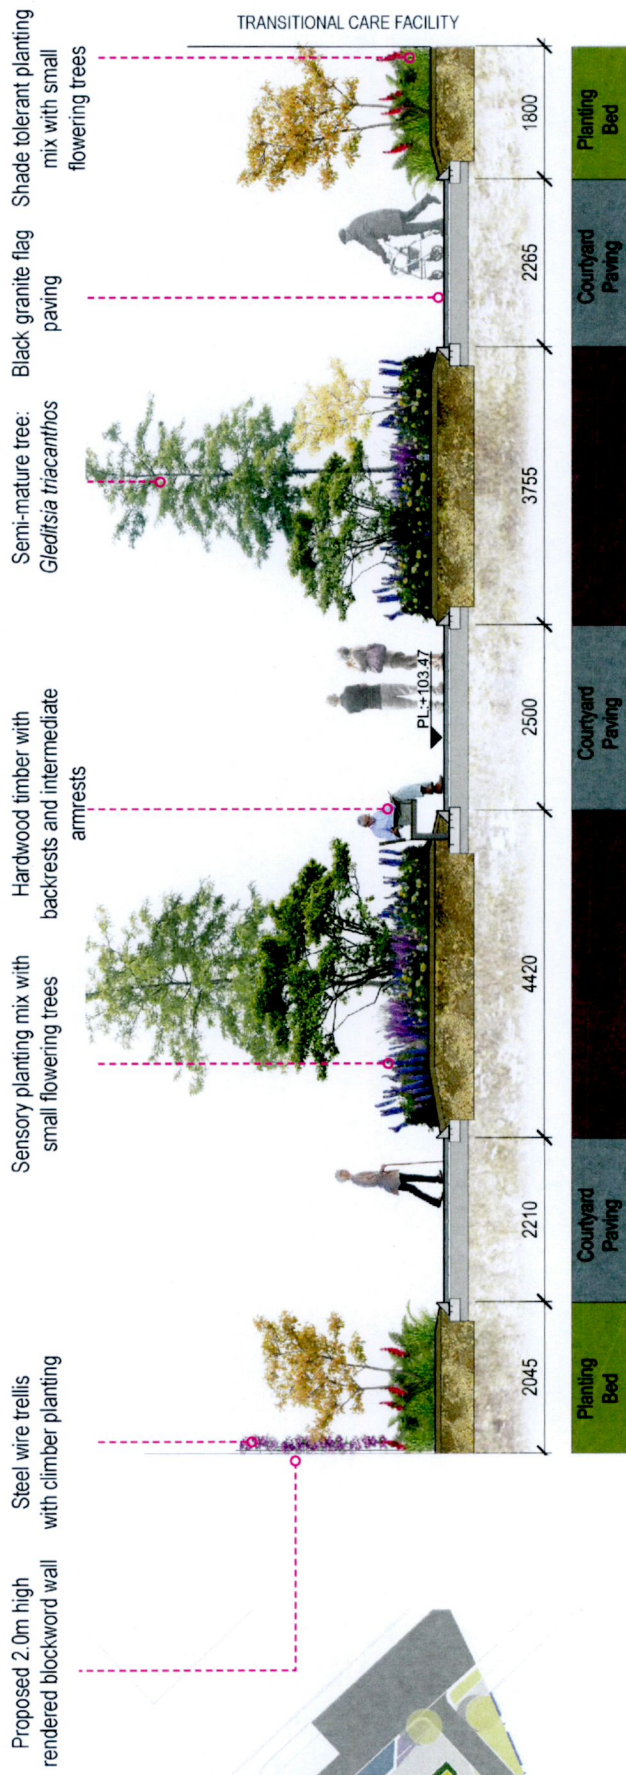 TRANSITIONAL CARE FACILITY
Proposed 2.0m high
rendered blockword wall
Steel wire trellis
with climber planting
Sensory planting mix with
small flowering trees
Hardwood timber with
backrests and intermediate
armrests
Semi-mature tree:
Gleditsia triacanthos
Black granite flag
paving
Shade tolerant planting
mix with small
flowering trees
PL:+103.47
2045
2210
4420
2500
3755
2265
1800
Planting
Bed
Courtyard
Paving
Courtyard
Paving
Courtyard
Paving
Planting
Bed